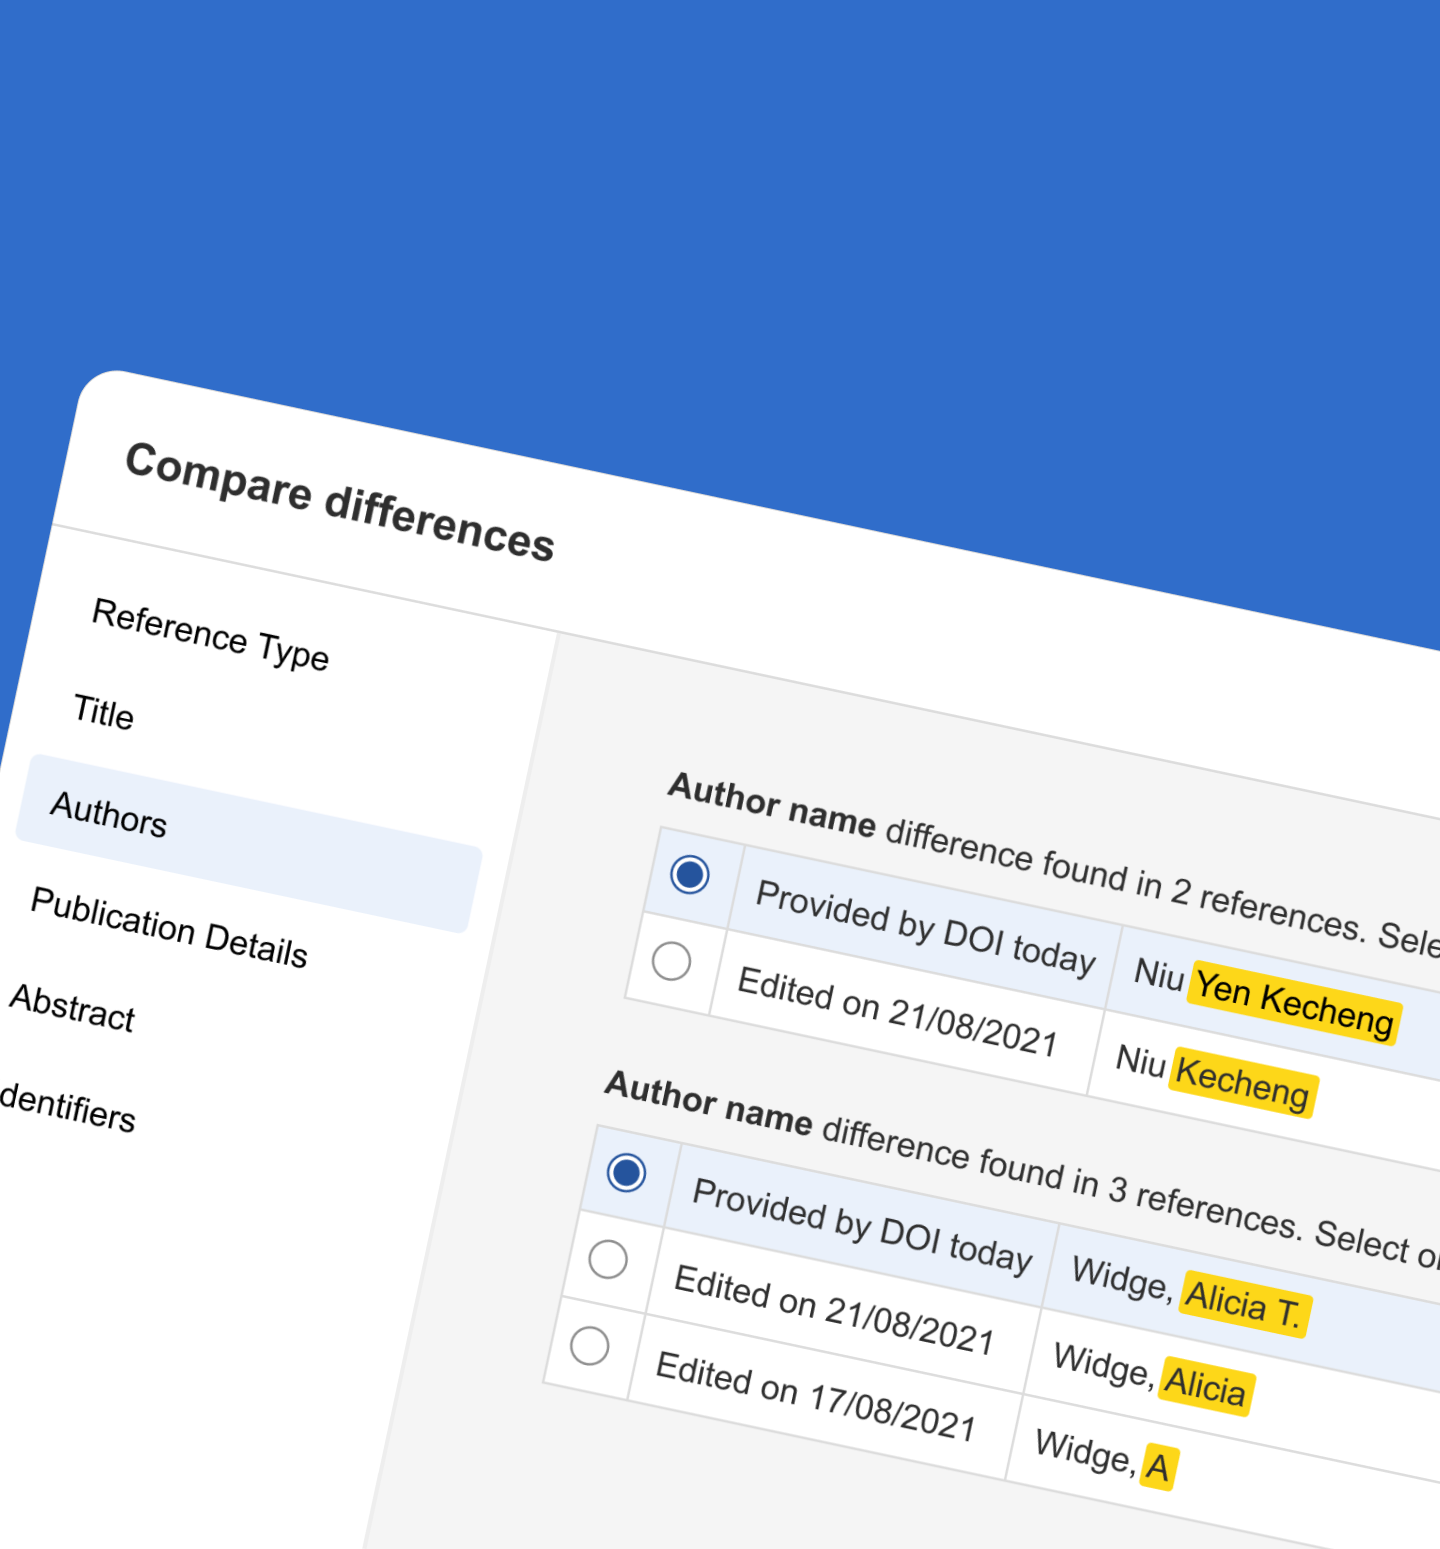 Compare differences
Reference Type
Title
Authors
Publication Details
Abstract
dentifiers
Author name difference found in 2 references. Sele
Provided by DOI today
Niu Yen Kecheng
Edited on 21/08/2021
Niu Kecheng
Author name difference found in 3 references. Select o
Provided by DOI today
Widge, Alicia T.
Edited on 21/08/2021
Widge, Alicia
Edited on 17/08/2021
Widge, A